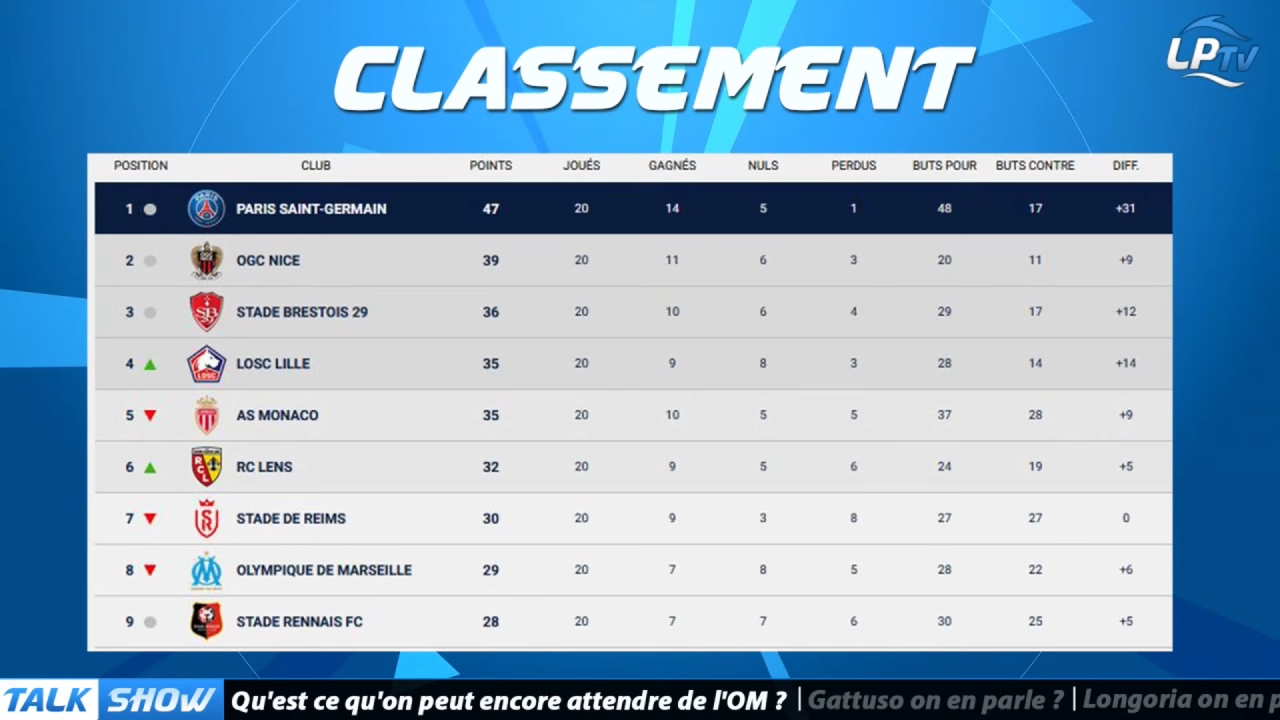 CLASSEMENT
LPTV
POSITION CLUB POINTS JOUÉS GAGNÉS NULS PERDUS BUTS POUR BUTS CONTRE DIFF.
1 PARIS SAINT-GERMAIN 47 20 14 5 1 48 17 +31
2 OGC NICE 39 20 11 6 3 20 11 +9
3 STADE BRESTOIS 29 36 20 10 6 4 29 17 +12
4 LOSC LILLE 35 20 9 8 3 28 14 +14
5 AS MONACO 35 20 10 5 5 37 28 +9
6 RC LENS 32 20 9 5 6 24 19 +5
7 STADE DE REIMS 30 20 9 3 8 27 27 0
8 OLYMPIQUE DE MARSEILLE 29 20 7 8 5 28 22 +6
9 STADE RENNAIS FC 28 20 7 7 6 30 25 +5
TALK SHOW Qu'est ce qu'on peut encore attendre de l'OM ? | Gattuso on en parle ? | Longoria on en p